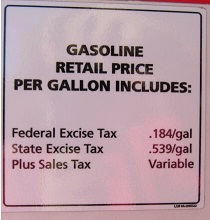 GASOLINE
RETAIL PRICE
PER GALLON INCLUDES:
Federal Excise Tax .184/gal
State Excise Tax .539/gal
Plus Sales Tax Variable